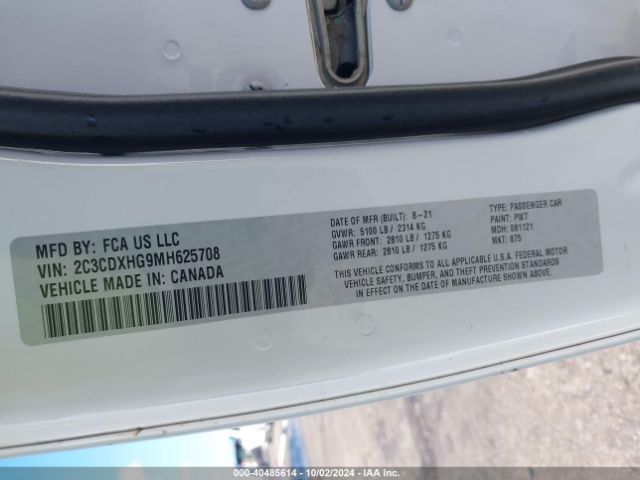 MFD BY: FCA US LLC
VIN: 2C3CDXHG9MH625708
VEHICLE MADE IN: CANADA
DATE OF MFR (BUILT): 8-21
GVWR: 5100 LB / 2314 KG
GAWR FRONT: 2810 LB / 1275 KG
GAWR REAR: 2810 LB / 1275 KG
TYPE: PASSENGER CAR
PAINT: PW7
MDH: 081121
MKT: 875
THIS VEHICLE CONFORMS TO ALL APPLICABLE U.S.A. FEDERAL MOTOR
VEHICLE SAFETY, BUMPER, AND THEFT PREVENTION STANDARDS
IN EFFECT ON THE DATE OF MANUFACTURE SHOWN ABOVE.
000-40485614 - 10/02/2024 - IAA Inc.